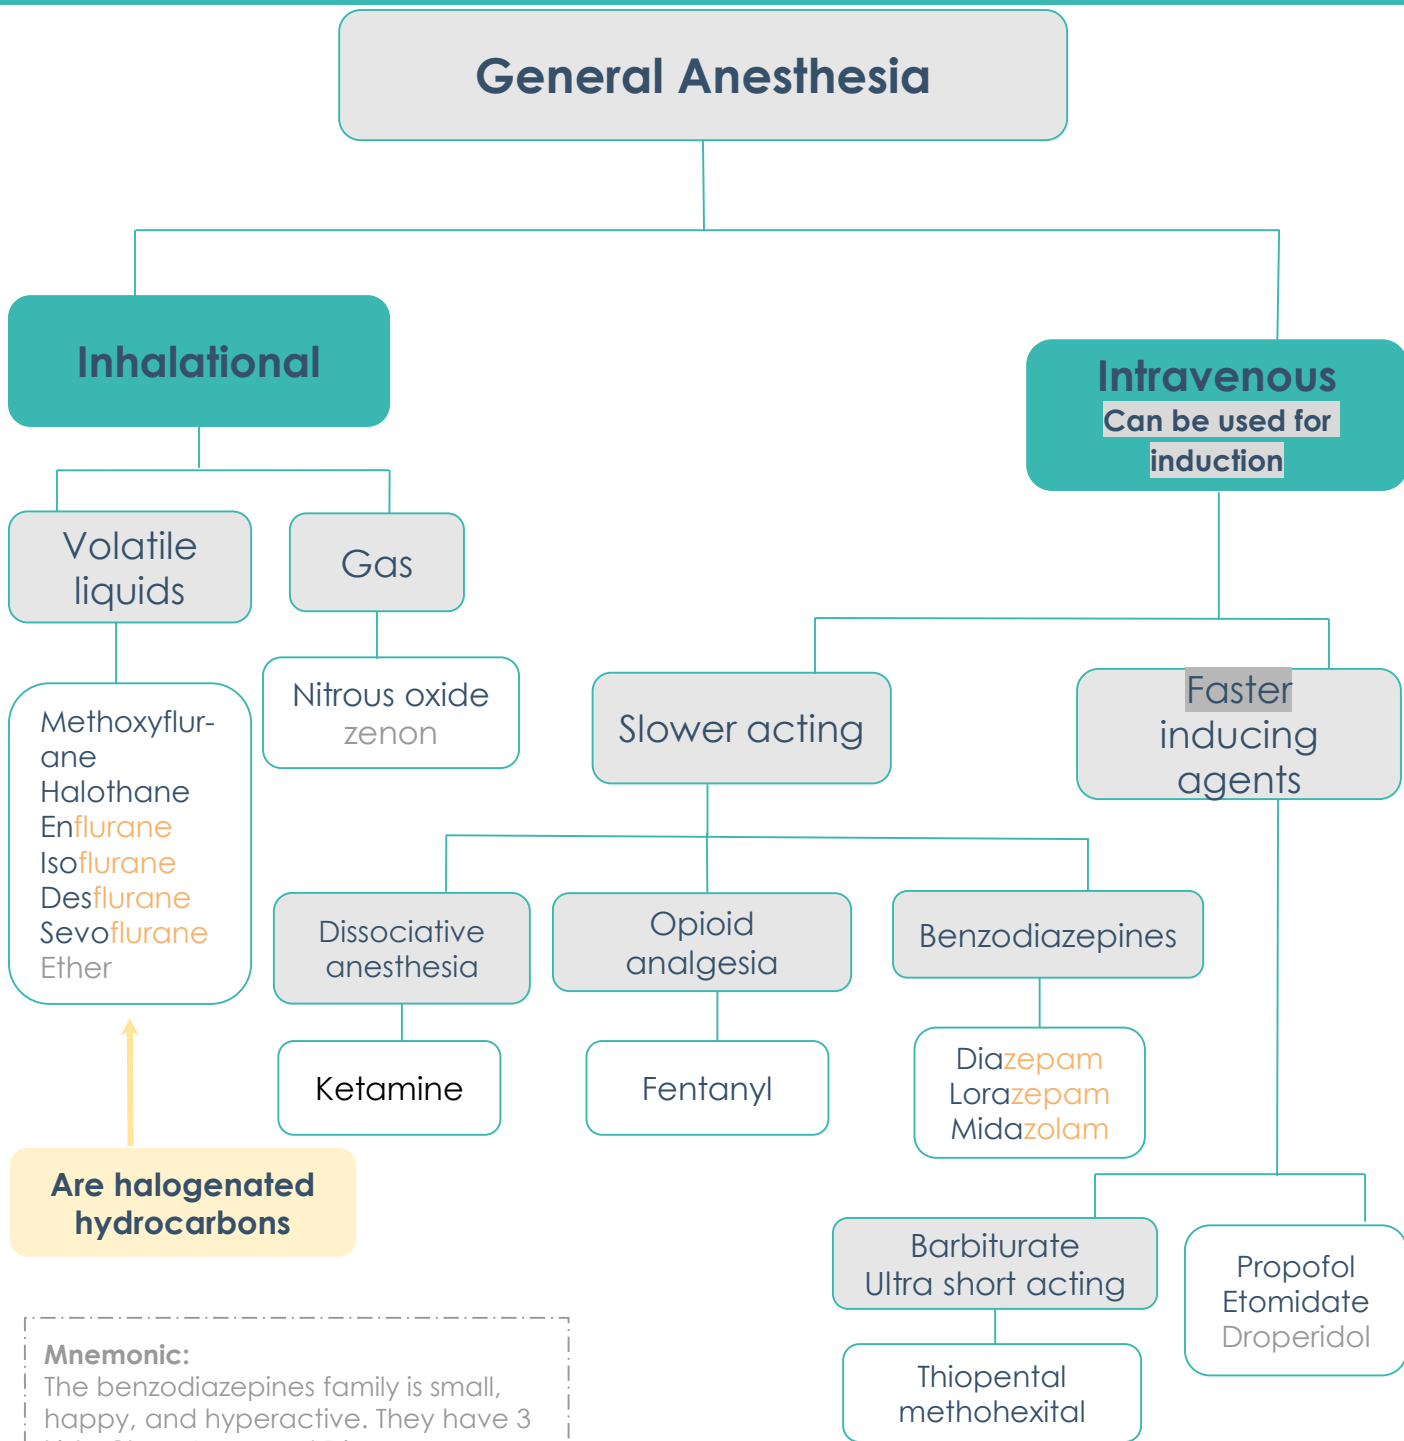 General Anesthesia
Inhalational
Intravenous
Can be used for
induction
Volatile
liquids
Gas
Methoxyflur-
ane
Halothane
Enflurane
Isoflurane
Desflurane
Sevoflurane
Ether
Nitrous oxide
zenon
Are halogenated
hydrocarbons
Slower acting
Faster
inducing
agents
Dissociative
anesthesia
Opioid
analgesia
Benzodiazepines
Ketamine
Fentanyl
Diazepam
Lorazepam
Midazolam
Barbiturate
Ultra short acting
Propofol
Etomidate
Droperidol
Thiopental
methohexital
Mnemonic:
The benzodiazepines family is small,
happy, and hyperactive. They have 3